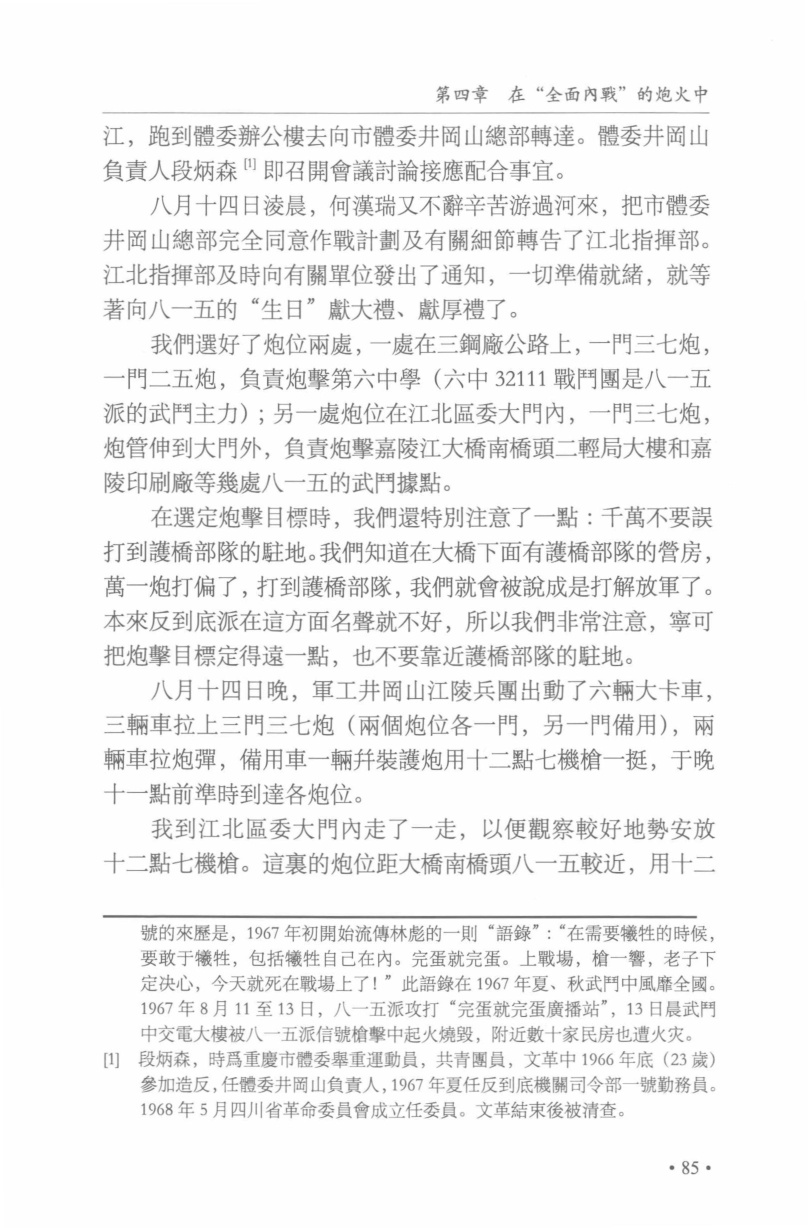 第四章　在“全面內戰”的炮火中
江，跑到體委辦公樓去向市體委井岡山總部轉達。體委井岡山
負責人段炳森[1]即召開會議討論接應配合事宜。
八月十四日淩晨，何漢瑞又不辭辛苦游過河來，把市體委
井岡山總部完全同意作戰計劃及有關細節轉告了江北指揮部。
江北指揮部及時向有關單位發出了通知，一切準備就緒，就等
著向八一五的“生日”獻大禮、獻厚禮了。
我們選好了炮位兩處，一處在三鋼廠公路上，一門三七炮，
一門二五炮，負責炮擊第六中學（六中 32111 戰鬥團是八一五
派的武鬥主力）；另一處炮位在江北區委大門內，一門三七炮，
炮管伸到大門外，負責炮擊嘉陵江大橋南橋頭二輕局大樓和嘉
陵印刷廠等幾處八一五的武鬥據點。
在選定炮擊目標時，我們還特別注意了一點：千萬不要誤
打到護橋部隊的駐地。我們知道在大橋下面有護橋部隊的營房，
萬一炮打偏了，打到護橋部隊，我們就會被說成是打解放軍了。
本來反到底派在這方面名聲就不好，所以我們非常注意，寧可
把炮擊目標定得遠一點，也不要靠近護橋部隊的駐地。
八月十四日晚，軍工井岡山江陵兵團出動了六輛大卡車，
三輛車拉上三門三七炮（兩個炮位各一門，另一門備用），兩
輛車拉炮彈，備用車一輛幷裝護炮用十二點七機槍一挺，于晚
十一點前準時到達各炮位。
我到江北區委大門內走了一走，以便觀察較好地勢安放
十二點七機槍。這裏的炮位距大橋南橋頭八一五較近，用十二
號的來歷是，1967 年初開始流傳林彪的一則“語錄”：“在需要犧牲的時候，
要敢于犧牲，包括犧牲自己在內。完蛋就完蛋。上戰場，槍一響，老子下
定決心，今天就死在戰場上了！”此語錄在 1967 年夏、秋武鬥中風靡全國。
1967 年 8 月 11 至 13 日，八一五派攻打“完蛋就完蛋廣播站”，13 日晨武鬥
中交電大樓被八一五派信號槍擊中起火燒毀，附近數十家民房也遭火灾。
[1]　段炳森，時爲重慶市體委舉重運動員，共青團員，文革中 1966 年底（23 歲）
參加造反，任體委井岡山負責人，1967 年夏任反到底機關司令部一號勤務員。
1968 年 5 月四川省革命委員會成立任委員。文革結束後被清查。
• 85 •